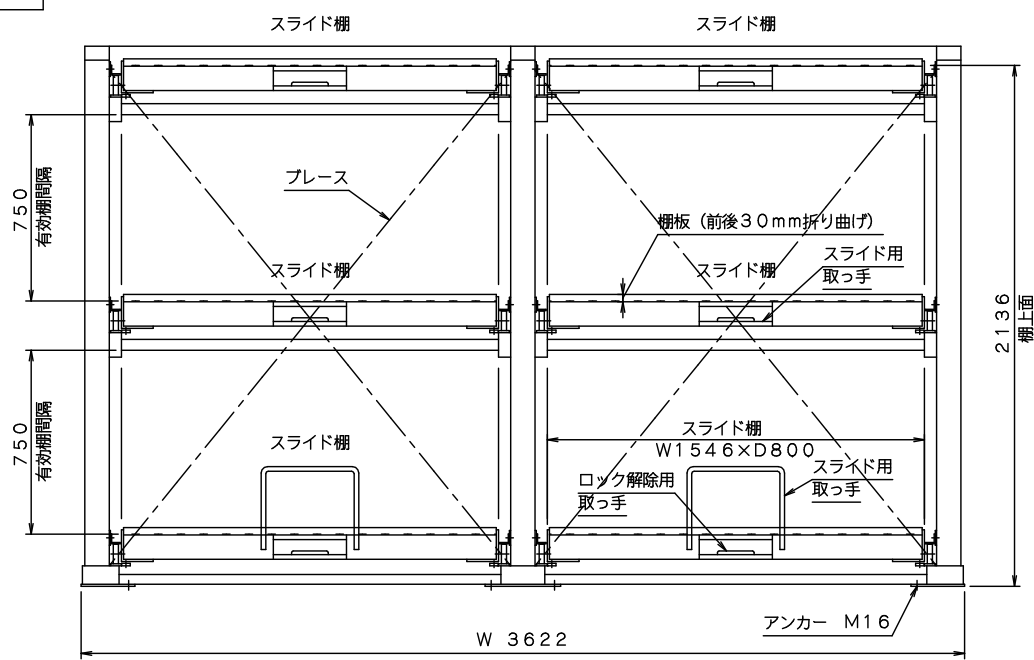 スライド棚
スライド棚
750
有効棚間隔
ブレース
棚板（前後30mm折り曲げ）
スライド用
取っ手
スライド棚
スライド棚
2136
棚上面
750
有効棚間隔
スライド棚
スライド棚
W1546×D800
ロック解除用
取っ手
スライド用
取っ手
アンカー M16
W 3622